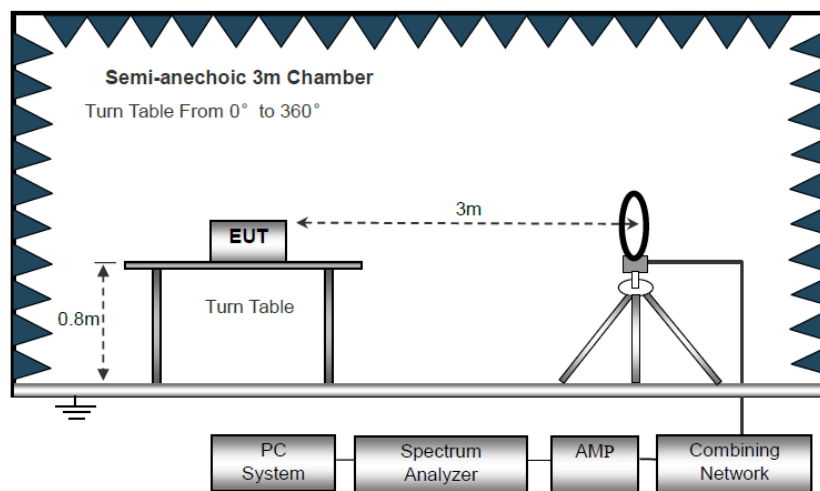 Semi-anechoic 3m Chamber
Turn Table From 0° to 360°
3m
EUT
Turn Table
0.8m
PC
System
Spectrum
Analyzer
AMP
Combining
Network